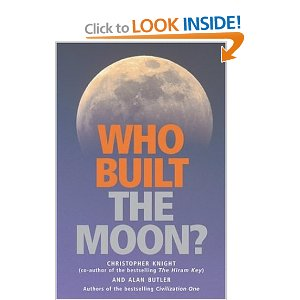 Click to LOOK INSIDE!
WHO
BUILT
THE
MOON?
CHRISTOPHER KNIGHT
(co-author of the bestselling The Hiram Key)
AND ALAN BUTLER
Authors of the bestselling Civilization One